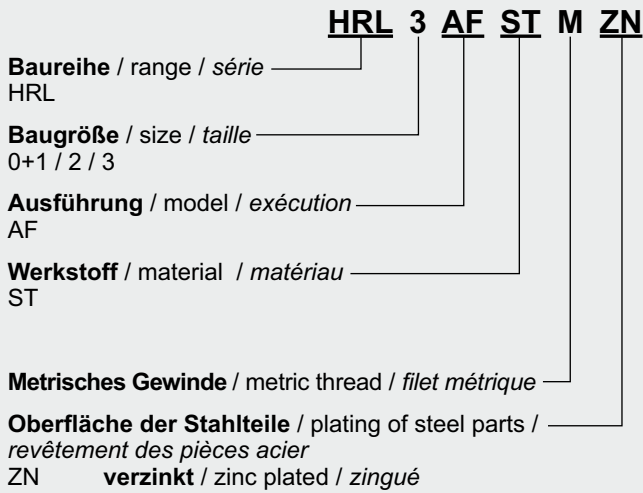 HRL 3 AF ST M ZN
Baureihe / range / série
HRL
Baugröße / size / taille
0+1 / 2 / 3
Ausführung / model / exécution
AF
Werkstoff / material / matériau
ST
Metrisches Gewinde / metric thread / filet métrique
Oberfläche der Stahlteile / plating of steel parts /
revêtement des pièces acier
ZN verzinkt / zinc plated / zingué